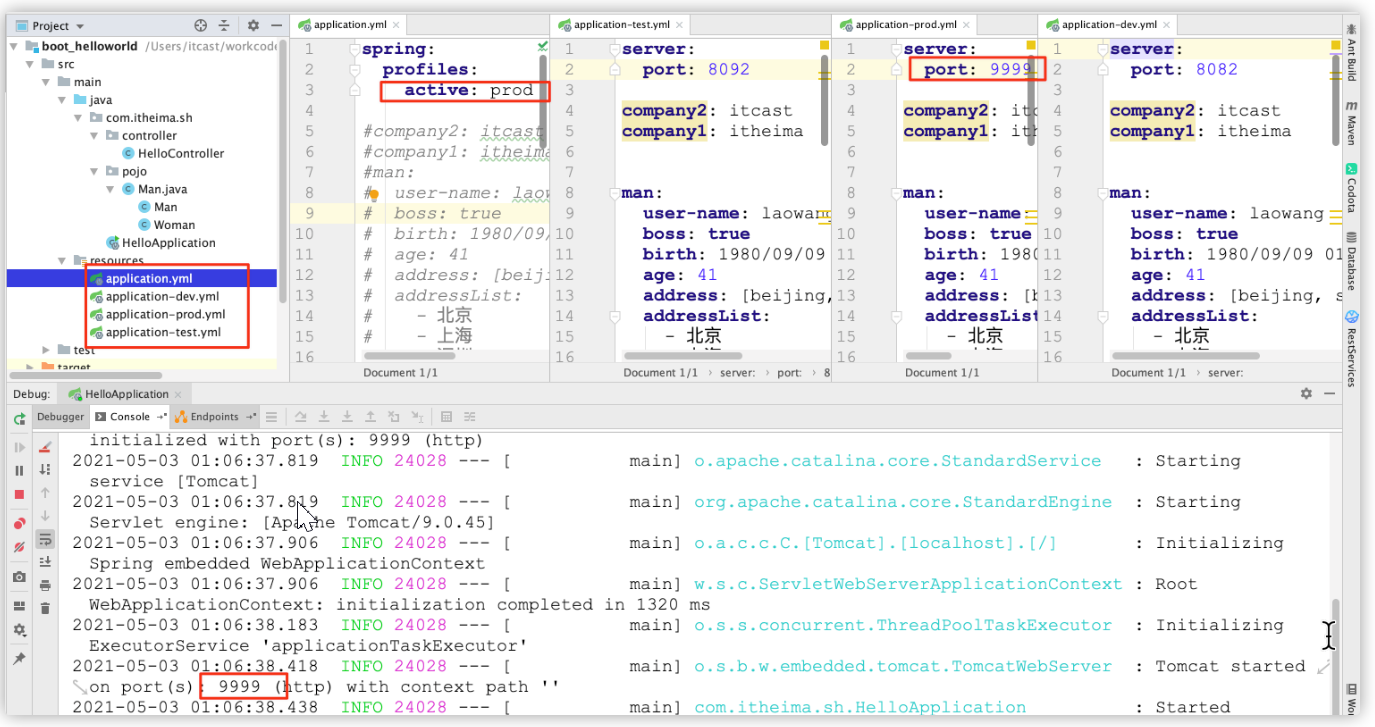 Project
boot_helloworld /Users/itcast/workcode
src
main
java
com.itheima.sh
controller
HelloController
pojo
Man.java
Man
Woman
HelloApplication
resources
application.yml
application-dev.yml
application-prod.yml
application-test.yml
test
target
application.yml
1 spring:
2 profiles:
3 active: prod
4
5 #company2: itcast
6 #company1: itheima
7 #man:
8 # user-name: laow
9 # boss: true
10 # birth: 1980/09/
11 # age: 41
12 # address: [beij
13 # addressList:
14 # - 北京
15 # - 上海
16
Document 1/1
application-test.yml
1 server:
2 port: 8092
3
4 company2: itcast
5 company1: itheima
6
7
8 man:
9 user-name: laowang
10 boss: true
11 birth: 1980/09/09
12 age: 41
13 address: [beijing,
14 addressList:
15 - 北京
16
Document 1/1 › server: › port: › 8
application-prod.yml
1 server:
2 port: 9999
3
4 company2: itc
5 company1: ith
6
7
8 man:
9 user-name:
10 boss: true
11 birth: 1980
12 age: 41
13 address: [b
14 addressList
15 - 北京
16
Document 1/1
application-dev.yml
1 server:
2 port: 8082
3
4 company2: itcast
5 company1: itheima
6
7
8 man:
9 user-name: laowang
10 boss: true
11 birth: 1980/09/09 01
12 age: 41
13 address: [beijing, s
14 addressList:
15 - 北京
16
Document 1/1 › server:
Ant Build
Maven
Codota
Database
RestServices
Debug: HelloApplication
Debugger Console Endpoints
initialized with port(s): 9999 (http)
2021-05-03 01:06:37.819 INFO 24028 --- [ main] o.apache.catalina.core.StandardService : Starting
service [Tomcat]
2021-05-03 01:06:37.819 INFO 24028 --- [ main] org.apache.catalina.core.StandardEngine : Starting
Servlet engine: [Apache Tomcat/9.0.45]
2021-05-03 01:06:37.906 INFO 24028 --- [ main] o.a.c.c.C.[Tomcat].[localhost].[/] : Initializing
Spring embedded WebApplicationContext
2021-05-03 01:06:37.906 INFO 24028 --- [ main] w.s.c.ServletWebServerApplicationContext : Root
WebApplicationContext: initialization completed in 1320 ms
2021-05-03 01:06:38.183 INFO 24028 --- [ main] o.s.s.concurrent.ThreadPoolTaskExecutor : Initializing
ExecutorService 'applicationTaskExecutor'
2021-05-03 01:06:38.418 INFO 24028 --- [ main] o.s.b.w.embedded.tomcat.TomcatWebServer : Tomcat started
on port(s): 9999 (http) with context path ''
2021-05-03 01:06:38.438 INFO 24028 --- [ main] com.itheima.sh.HelloApplication : Started